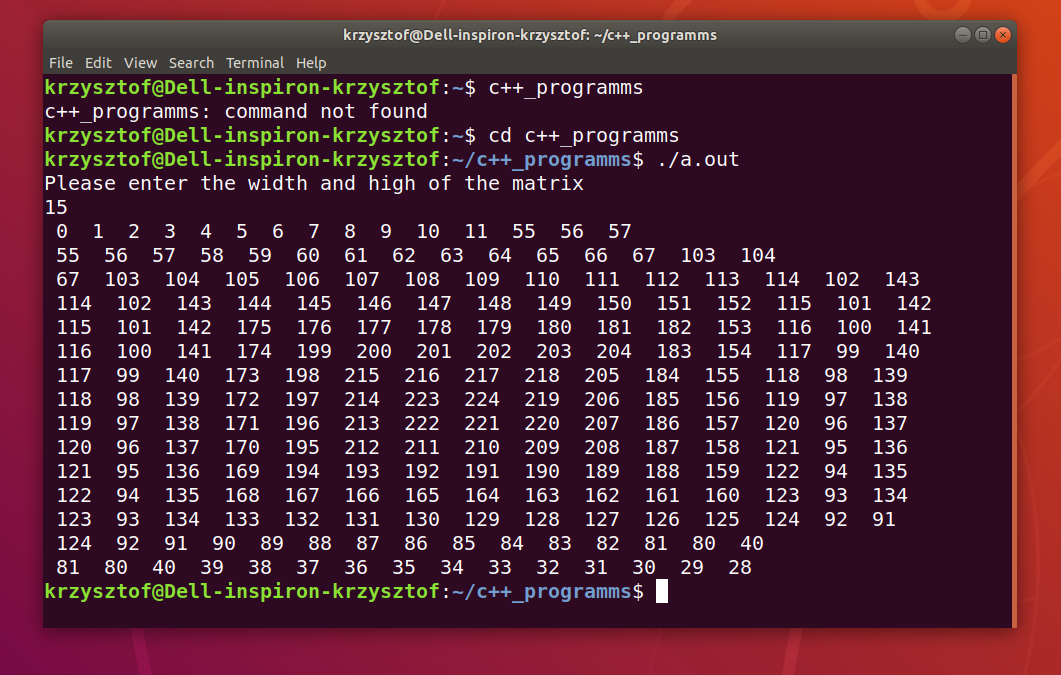 krzysztof@Dell-inspiron-krzysztof: ~/c++_programms
File Edit View Search Terminal Help
krzysztof@Dell-inspiron-krzysztof:~$ c++_programms
c++_programms: command not found
krzysztof@Dell-inspiron-krzysztof:~$ cd c++_programms
krzysztof@Dell-inspiron-krzysztof:~/c++_programms$ ./a.out
Please enter the width and high of the matrix
15
0 1 2 3 4 5 6 7 8 9 10 11 55 56 57
55 56 57 58 59 60 61 62 63 64 65 66 67 103 104
67 103 104 105 106 107 108 109 110 111 112 113 114 102 143
114 102 143 144 145 146 147 148 149 150 151 152 115 101 142
115 101 142 175 176 177 178 179 180 181 182 153 116 100 141
116 100 141 174 199 200 201 202 203 204 183 154 117 99 140
117 99 140 173 198 215 216 217 218 205 184 155 118 98 139
118 98 139 172 197 214 223 224 219 206 185 156 119 97 138
119 97 138 171 196 213 222 221 220 207 186 157 120 96 137
120 96 137 170 195 212 211 210 209 208 187 158 121 95 136
121 95 136 169 194 193 192 191 190 189 188 159 122 94 135
122 94 135 168 167 166 165 164 163 162 161 160 123 93 134
123 93 134 133 132 131 130 129 128 127 126 125 124 92 91
124 92 91 90 89 88 87 86 85 84 83 82 81 80 40
81 80 40 39 38 37 36 35 34 33 32 31 30 29 28
krzysztof@Dell-inspiron-krzysztof:~/c++_programms$